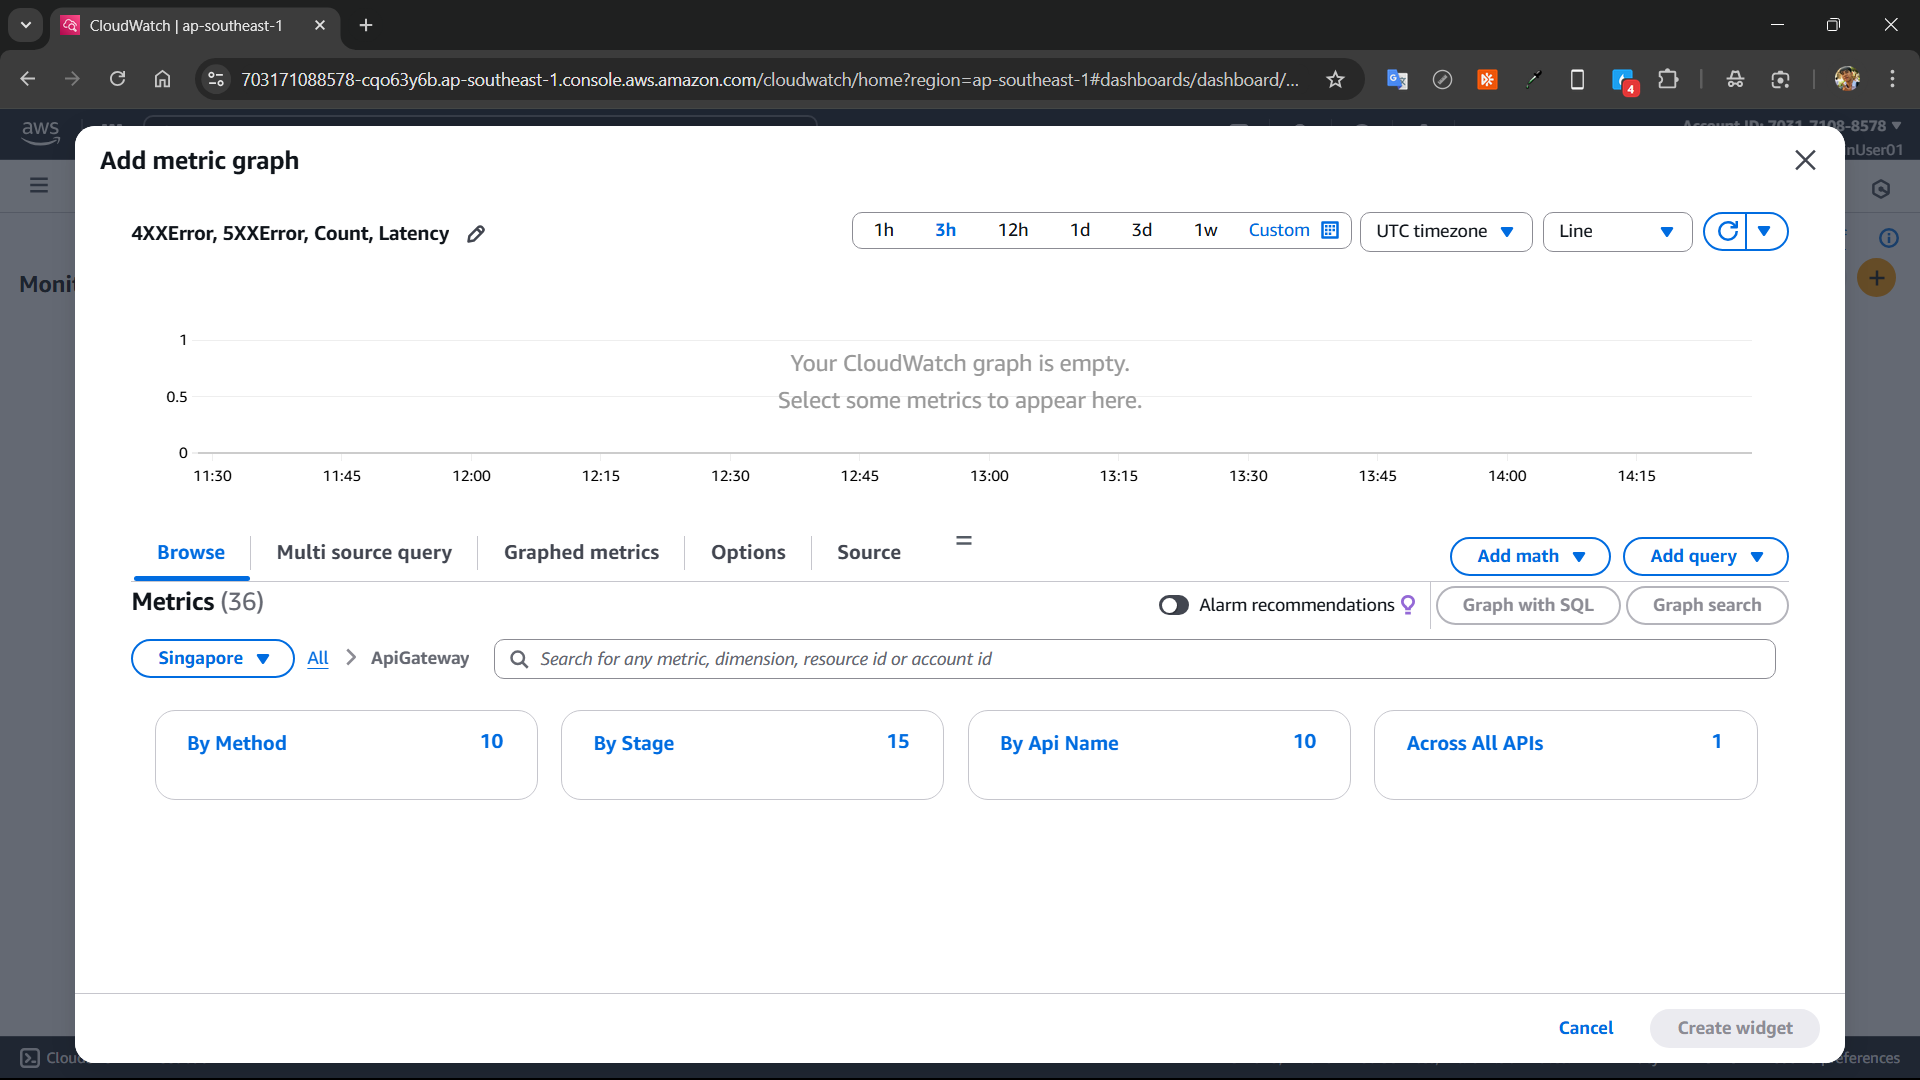 CloudWatch | ap-southeast-1
703171088578-cqo63y6b.ap-southeast-1.console.aws.amazon.com/cloudwatch/home?region=ap-southeast-1#dashboards/dashboard/...
4
aws
Account ID: 7031-7108-8578
nUser01
Add metric graph
4XXError, 5XXError, Count, Latency
1h 3h 12h 1d 3d 1w Custom UTC timezone Line
Monit
1
Your CloudWatch graph is empty.
0.5
Select some metrics to appear here.
0
11:30 11:45 12:00 12:15 12:30 12:45 13:00 13:15 13:30 13:45 14:00 14:15
Browse Multi source query Graphed metrics Options Source Add math Add query
Metrics (36) Alarm recommendations Graph with SQL Graph search
Singapore All ApiGateway Search for any metric, dimension, resource id or account id
By Method 10 By Stage 15 By Api Name 10 Across All APIs 1
Cancel Create widget
Clou eferences